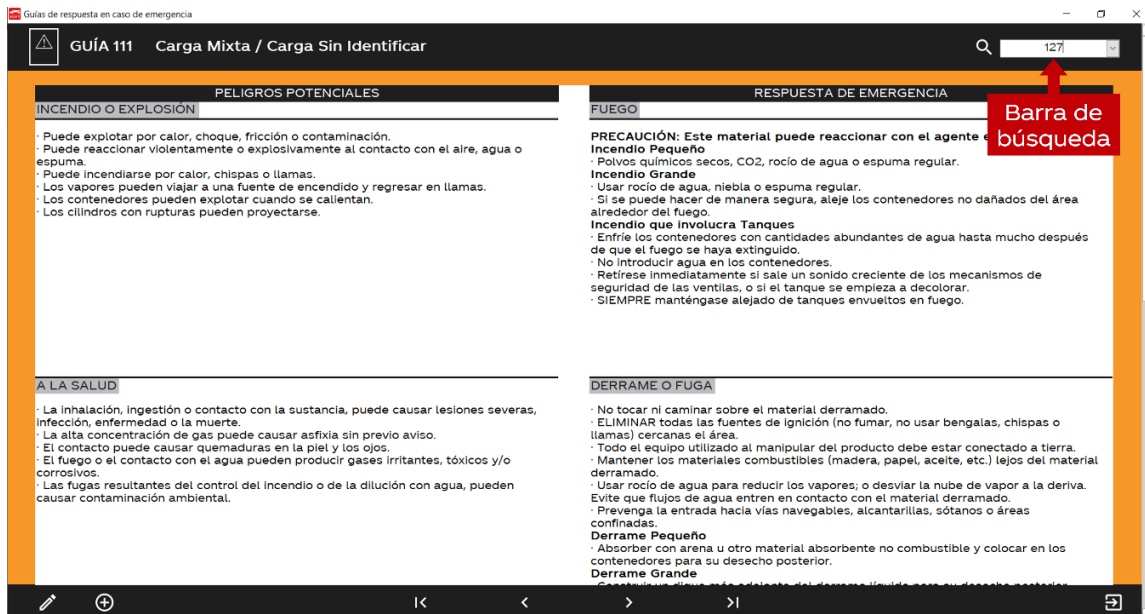 Guías de respuesta en caso de emergencia
GUÍA 111 Carga Mixta / Carga Sin Identificar
127
Barra de
búsqueda
PELIGROS POTENCIALES
INCENDIO O EXPLOSIÓN
· Puede explotar por calor, choque, fricción o contaminación.
· Puede reaccionar violentamente o explosivamente al contacto con el aire, agua o
espuma.
· Puede incendiarse por calor, chispas o llamas.
· Los vapores pueden viajar a una fuente de encendido y regresar en llamas.
· Los contenedores pueden explotar cuando se calientan.
· Los cilindros con rupturas pueden proyectarse.
A LA SALUD
· La inhalación, ingestión o contacto con la sustancia, puede causar lesiones severas,
infección, enfermedad o la muerte.
· La alta concentración de gas puede causar asfixia sin previo aviso.
· El contacto puede causar quemaduras en la piel y los ojos.
· El fuego o el contacto con el agua pueden producir gases irritantes, tóxicos y/o
corrosivos.
· Las fugas resultantes del control del incendio o de la dilución con agua, pueden
causar contaminación ambiental.
RESPUESTA DE EMERGENCIA
FUEGO
PRECAUCIÓN: Este material puede reaccionar con el agente
Incendio Pequeño
· Polvos químicos secos, CO2, rocío de agua o espuma regular.
Incendio Grande
· Usar rocío de agua, niebla o espuma regular.
· Si se puede hacer de manera segura, aleje los contenedores no dañados del área
alrededor del fuego.
Incendio que involucra Tanques
· Enfríe los contenedores con cantidades abundantes de agua hasta mucho después
de que el fuego se haya extinguido.
· No introducir agua en los contenedores.
· Retírese inmediatamente si sale un sonido creciente de los mecanismos de
seguridad de las ventilas, o si el tanque se empieza a decolorar.
· SIEMPRE manténgase alejado de tanques envueltos en fuego.
DERRAME O FUGA
· No tocar ni caminar sobre el material derramado.
· ELIMINAR todas las fuentes de ignición (no fumar, no usar bengalas, chispas o
llamas) cercanas el área.
· Todo el equipo utilizado al manipular del producto debe estar conectado a tierra.
· Mantener los materiales combustibles (madera, papel, aceite, etc.) lejos del material
derramado.
· Usar rocío de agua para reducir los vapores; o desviar la nube de vapor a la deriva.
Evite que flujos de agua entren en contacto con el material derramado.
· Prevenga la entrada hacia vías navegables, alcantarillas, sótanos o áreas
confinadas.
Derrame Pequeño
· Absorber con arena u otro material absorbente no combustible y colocar en los
contenedores para su desecho posterior.
Derrame Grande